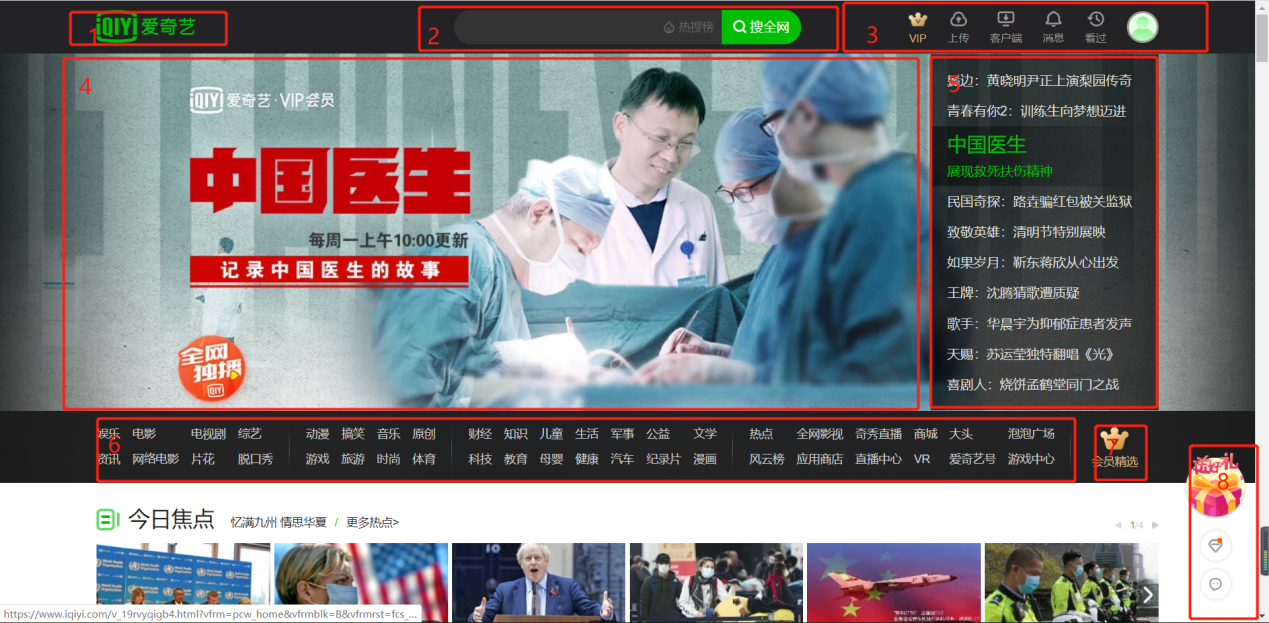 1
iQIYI 爱奇艺
2
热搜榜
搜全网
3
VIP
上传
客户端
消息
看过
4
iQIYI 爱奇艺·VIP会员
中国医生
每周一上午10:00更新
记录中国医生的故事
全网
独播
iQIYI
5
鬓边：黄晓明尹正上演梨园传奇
青春有你2：训练生向梦想迈进
中国医生
展现救死扶伤精神
民国奇探：路垚骗红包被关监狱
致敬英雄：清明节特别展映
如果岁月：靳东蒋欣从心出发
王牌：沈腾猜歌遭质疑
歌手：华晨宇为抑郁症患者发声
天赐：苏运莹独特翻唱《光》
喜剧人：烧饼孟鹤堂同门之战
6
娱乐 电影 电视剧 综艺 动漫 搞笑 音乐 原创 财经 知识 儿童 生活 军事 公益 文学 热点 全网影视 奇秀直播 商城 大头 泡泡广场
资讯 网络电影 片花 脱口秀 游戏 旅游 时尚 体育 科技 教育 母婴 健康 汽车 纪录片 漫画 风云榜 应用商店 直播中心 VR 爱奇艺号 游戏中心
7
会员精选
送好礼
8
今日焦点 忆满九州 情思华夏 / 更多热点>
1/4
https://www.iqiyi.com/v_19rvyqigb4.html?vfrm=pcw_home&vfrmblk=B&vfrmrst=fcs_...